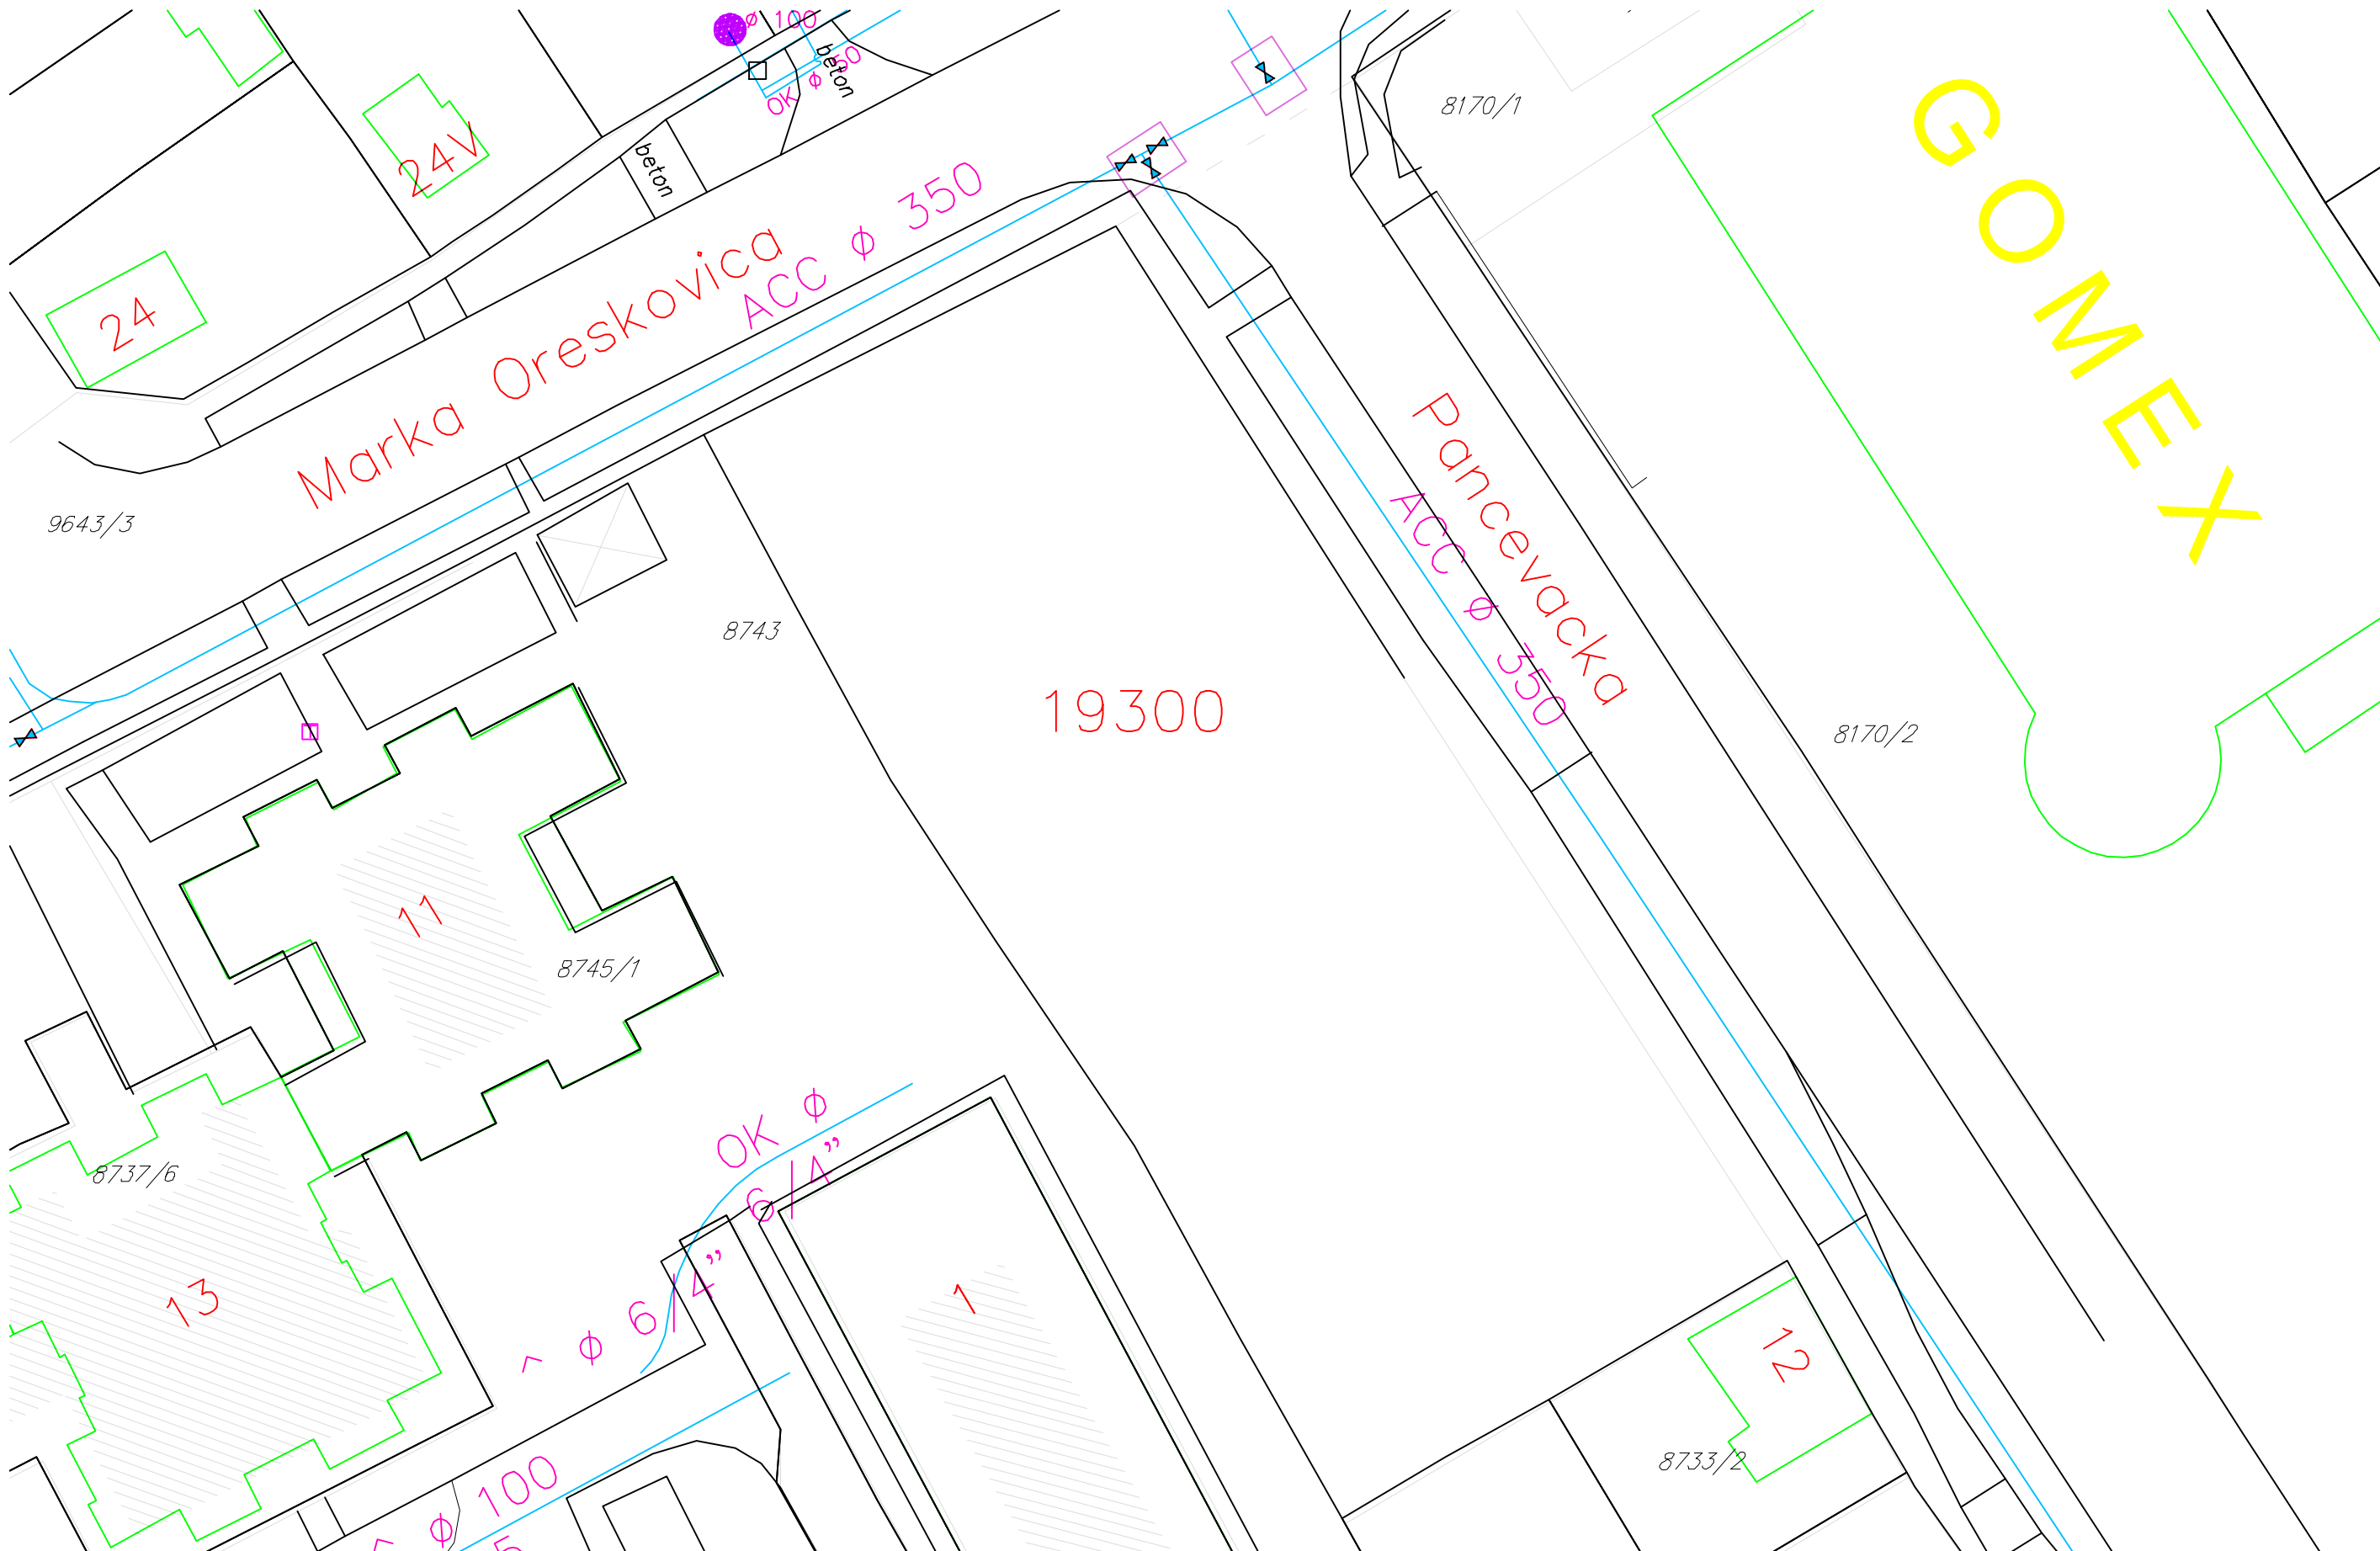 φ 100
OK φ 50
beton
beton
24V
24
Marka Oreskovica
ACC φ 350
8170/1
GOMEX
Pancevacka
ACC φ 350
9643/3
8743
19300
8170/2
11
8745/1
8737/6
13
OK φ
6/4"
φ 6/4"
1
12
8733/2
φ 100